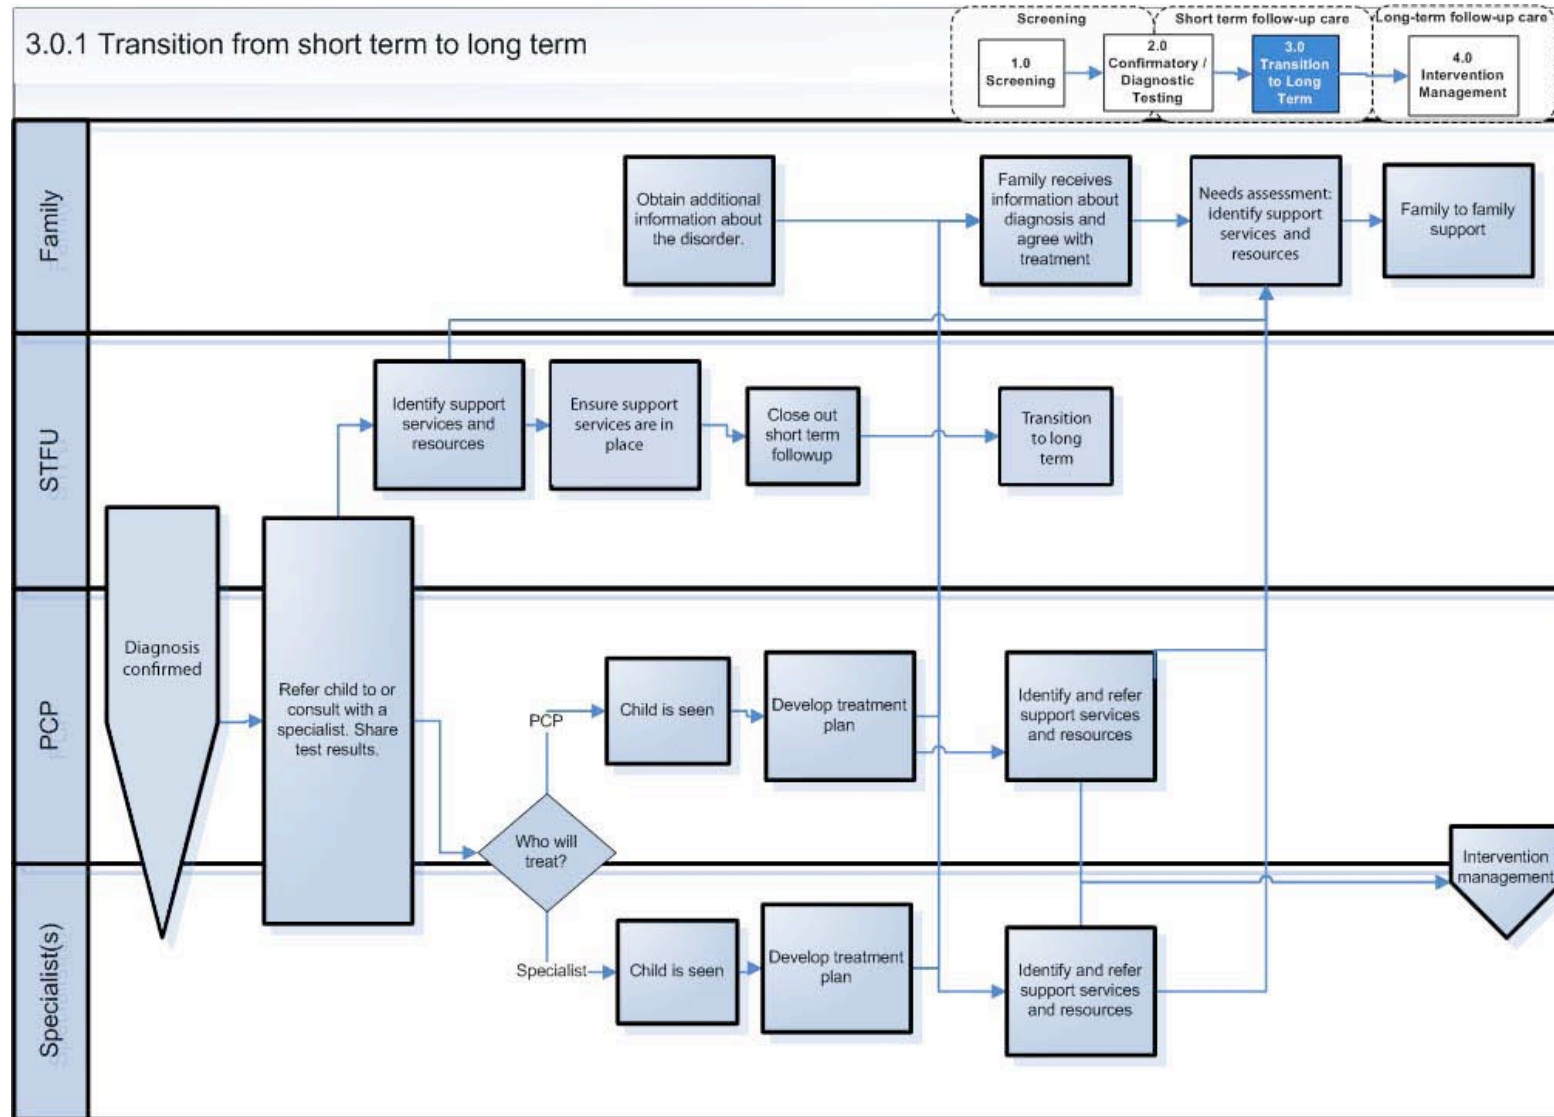 3.0.1 Transition from short term to long term
Screening
Short term follow-up care
Long-term follow-up care
1.0
Screening
2.0
Confirmatory /
Diagnostic
Testing
3.0
Transition
to Long
Term
4.0
Intervention
Management
Family
Obtain additional
information about
the disorder.
Family receives
information about
diagnosis and
agree with
treatment
Needs assessment:
identify support
services and
resources
Family to family
support
STFU
Identify support
services and
resources
Ensure support
services are in
place
Close out
short term
followup
Transition
to long
term
PCP
Diagnosis
confirmed
Refer child to or
consult with a
specialist. Share
test results.
Who will
treat?
PCP
Child is seen
Develop treatment
plan
Identify and refer
support services
and resources
Intervention
management
Specialist(s)
Specialist
Child is seen
Develop treatment
plan
Identify and refer
support services
and resources